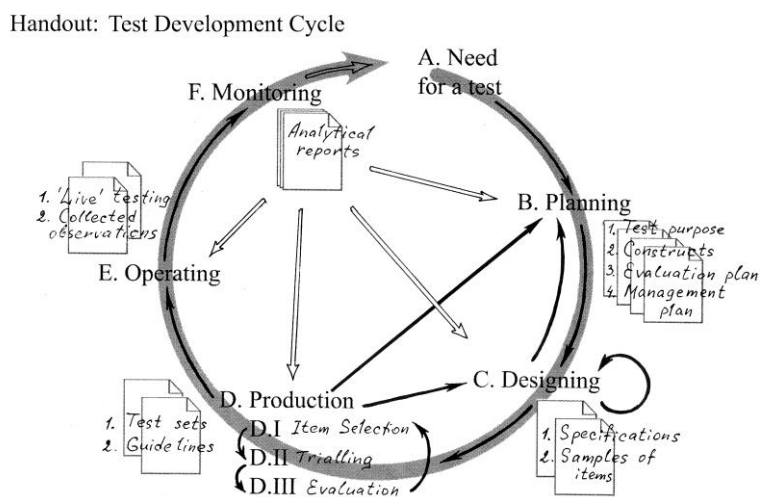 Handout: Test Development Cycle
A. Need
for a test
F. Monitoring
Analytical
reports
B. Planning
1. Test purpose
2. Constructs
3. Evaluation plan
4. Management
plan
1. 'Live' testing
2. Collected
observations
E. Operating
C. Designing
1. Specifications
2. Samples of
items
D. Production
D.I Item Selection
D.II Trialling
D.III Evaluation
1. Test sets
2. Guidelines